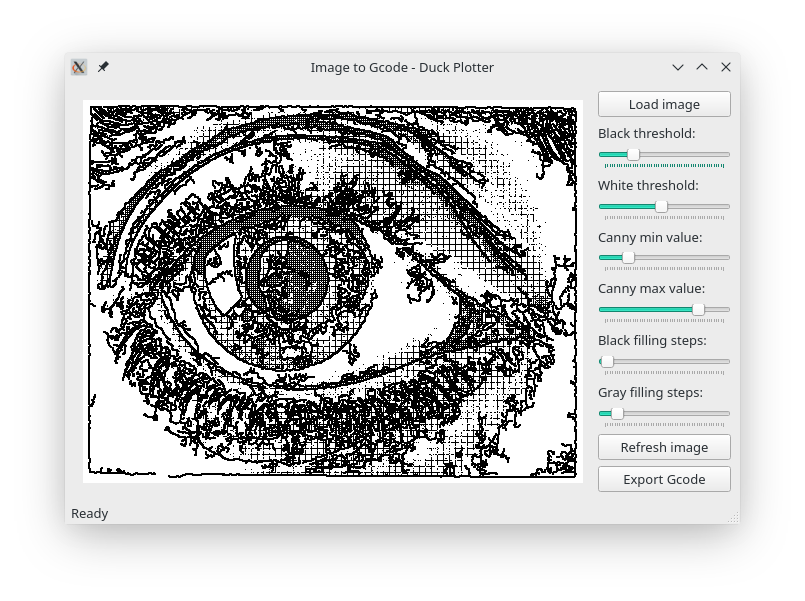 Image to Gcode - Duck Plotter
Load image
Black threshold:
White threshold:
Canny min value:
Canny max value:
Black filling steps:
Gray filling steps:
Refresh image
Export Gcode
Ready